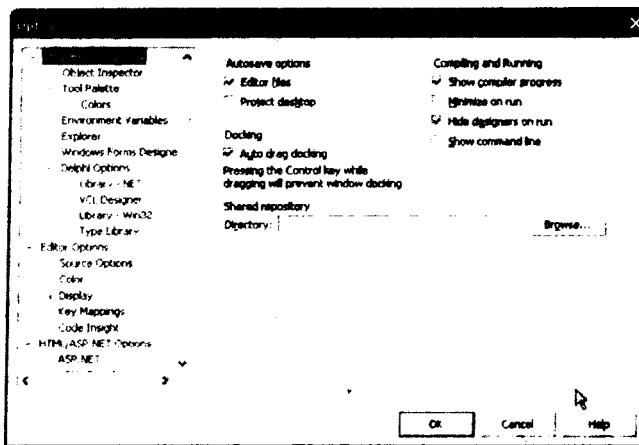 Object Inspector
Tool Palette
Colors
Environment Variables
Explorer
Windows Forms Designe
Delphi Options
Library - NET
VCL Designer
Library - Win32
Type Library
Editor Options
Source Options
Color
Display
Key Mappings
Code Insight
HTML/ASP.NET Options
ASP.NET
Autosave options
Editor files
Project desktop
Docking
Auto drag docking
Pressing the Control key while
dragging will prevent window docking
Shared repository
Directory:
Browse...
Compiling and Running
Show compiler progress
Minimize on run
Hide designers on run
Show command line
OK
Cancel
Help